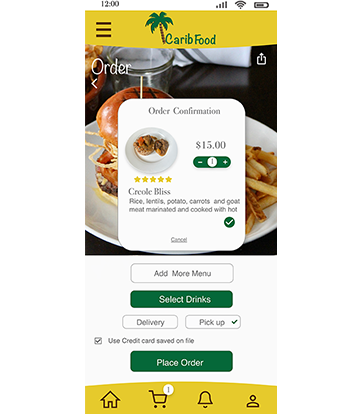 12:00
Carib Food
Order
Order Confirmation
$15.00
− 1 +
Creole Bliss
Rice, lentils, potato, carrots and goat
meat marinated and cooked with hot
Cancel
Add More Menu
Select Drinks
Delivery
Pick up
Use Credit card saved on file
Place Order
1